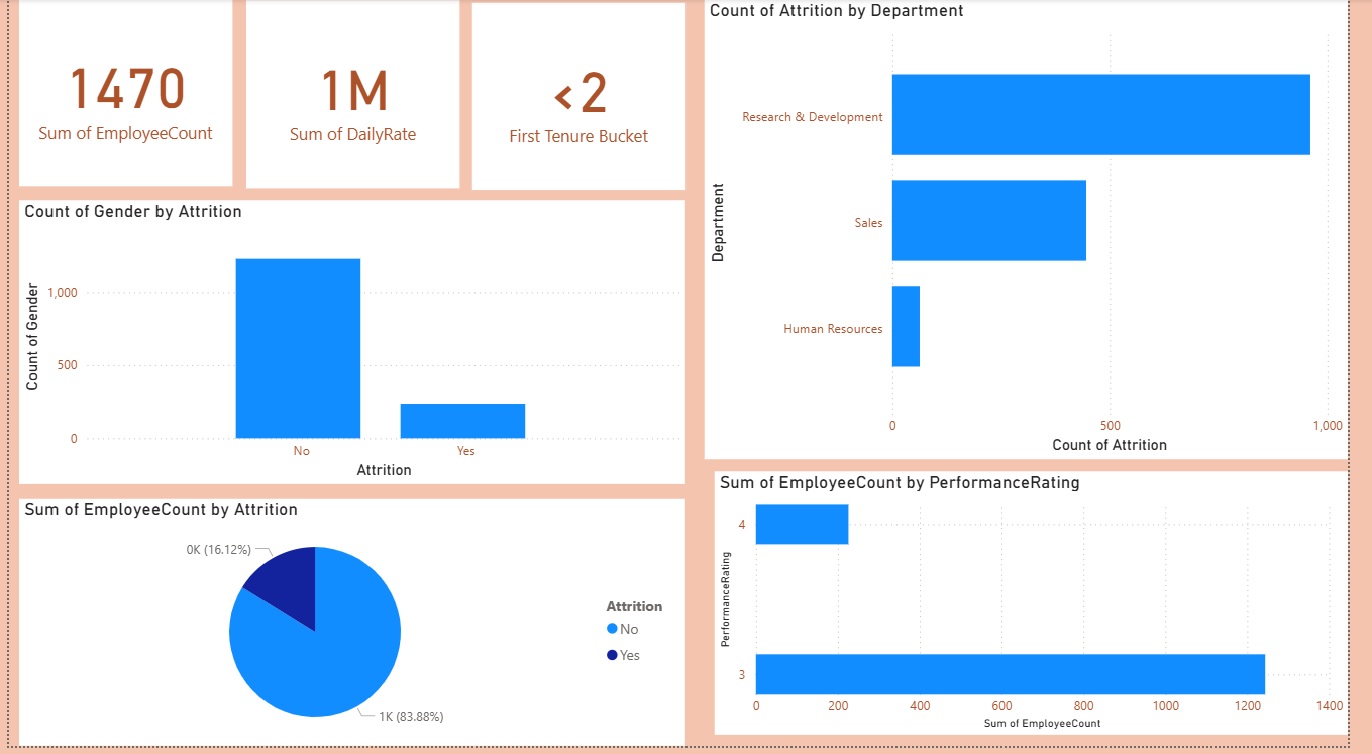 1470
Sum of EmployeeCount
1M
Sum of DailyRate
<2
First Tenure Bucket
Count of Attrition by Department
Department
Research & Development
Sales
Human Resources
0
500
1,000
Count of Attrition
Count of Gender by Attrition
Count of Gender
1,000
500
0
No
Yes
Attrition
Sum of EmployeeCount by Attrition
0K (16.12%)
1K (83.88%)
Attrition
No
Yes
Sum of EmployeeCount by PerformanceRating
PerformanceRating
4
3
0
200
400
600
800
1000
1200
1400
Sum of EmployeeCount